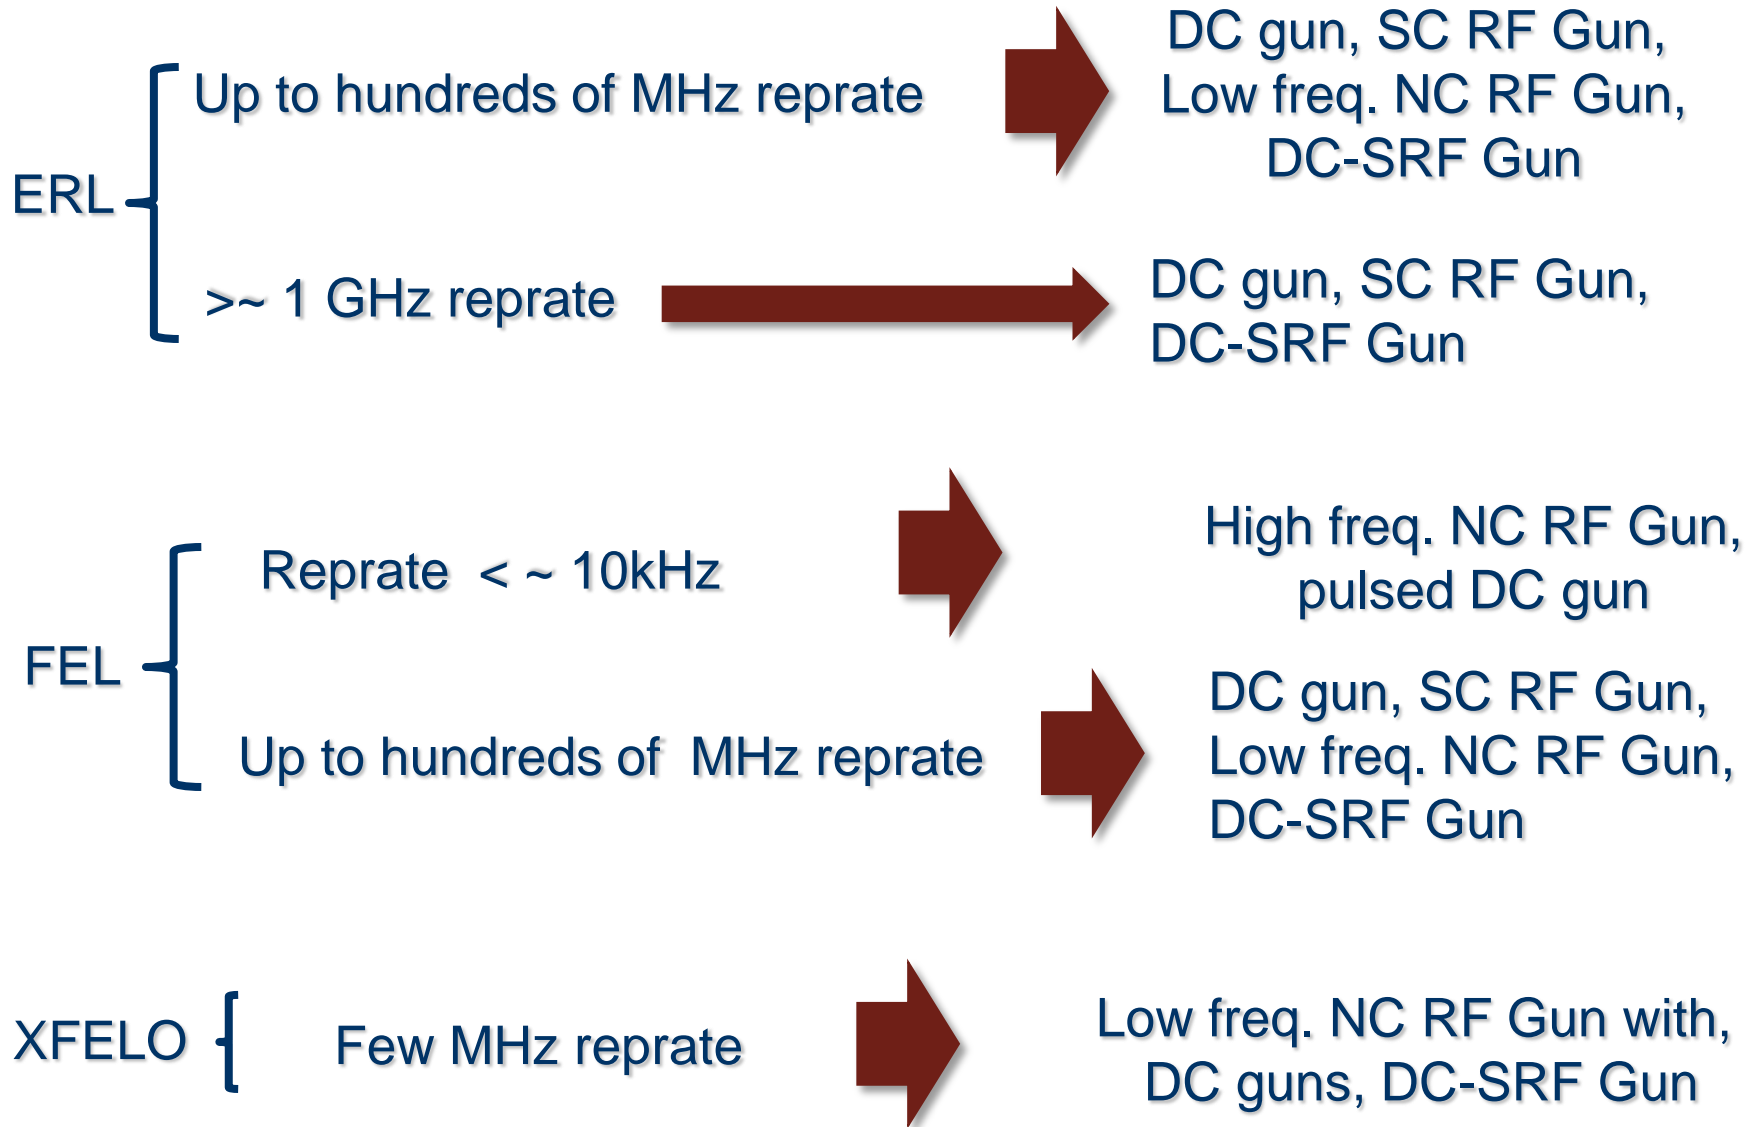 ERL
Up to hundreds of MHz reprate
DC gun, SC RF Gun,
Low freq. NC RF Gun,
DC-SRF Gun
>~ 1 GHz reprate
DC gun, SC RF Gun,
DC-SRF Gun
FEL
Reprate < ~ 10kHz
High freq. NC RF Gun,
pulsed DC gun
Up to hundreds of MHz reprate
DC gun, SC RF Gun,
Low freq. NC RF Gun,
DC-SRF Gun
XFELO
Few MHz reprate
Low freq. NC RF Gun with,
DC guns, DC-SRF Gun